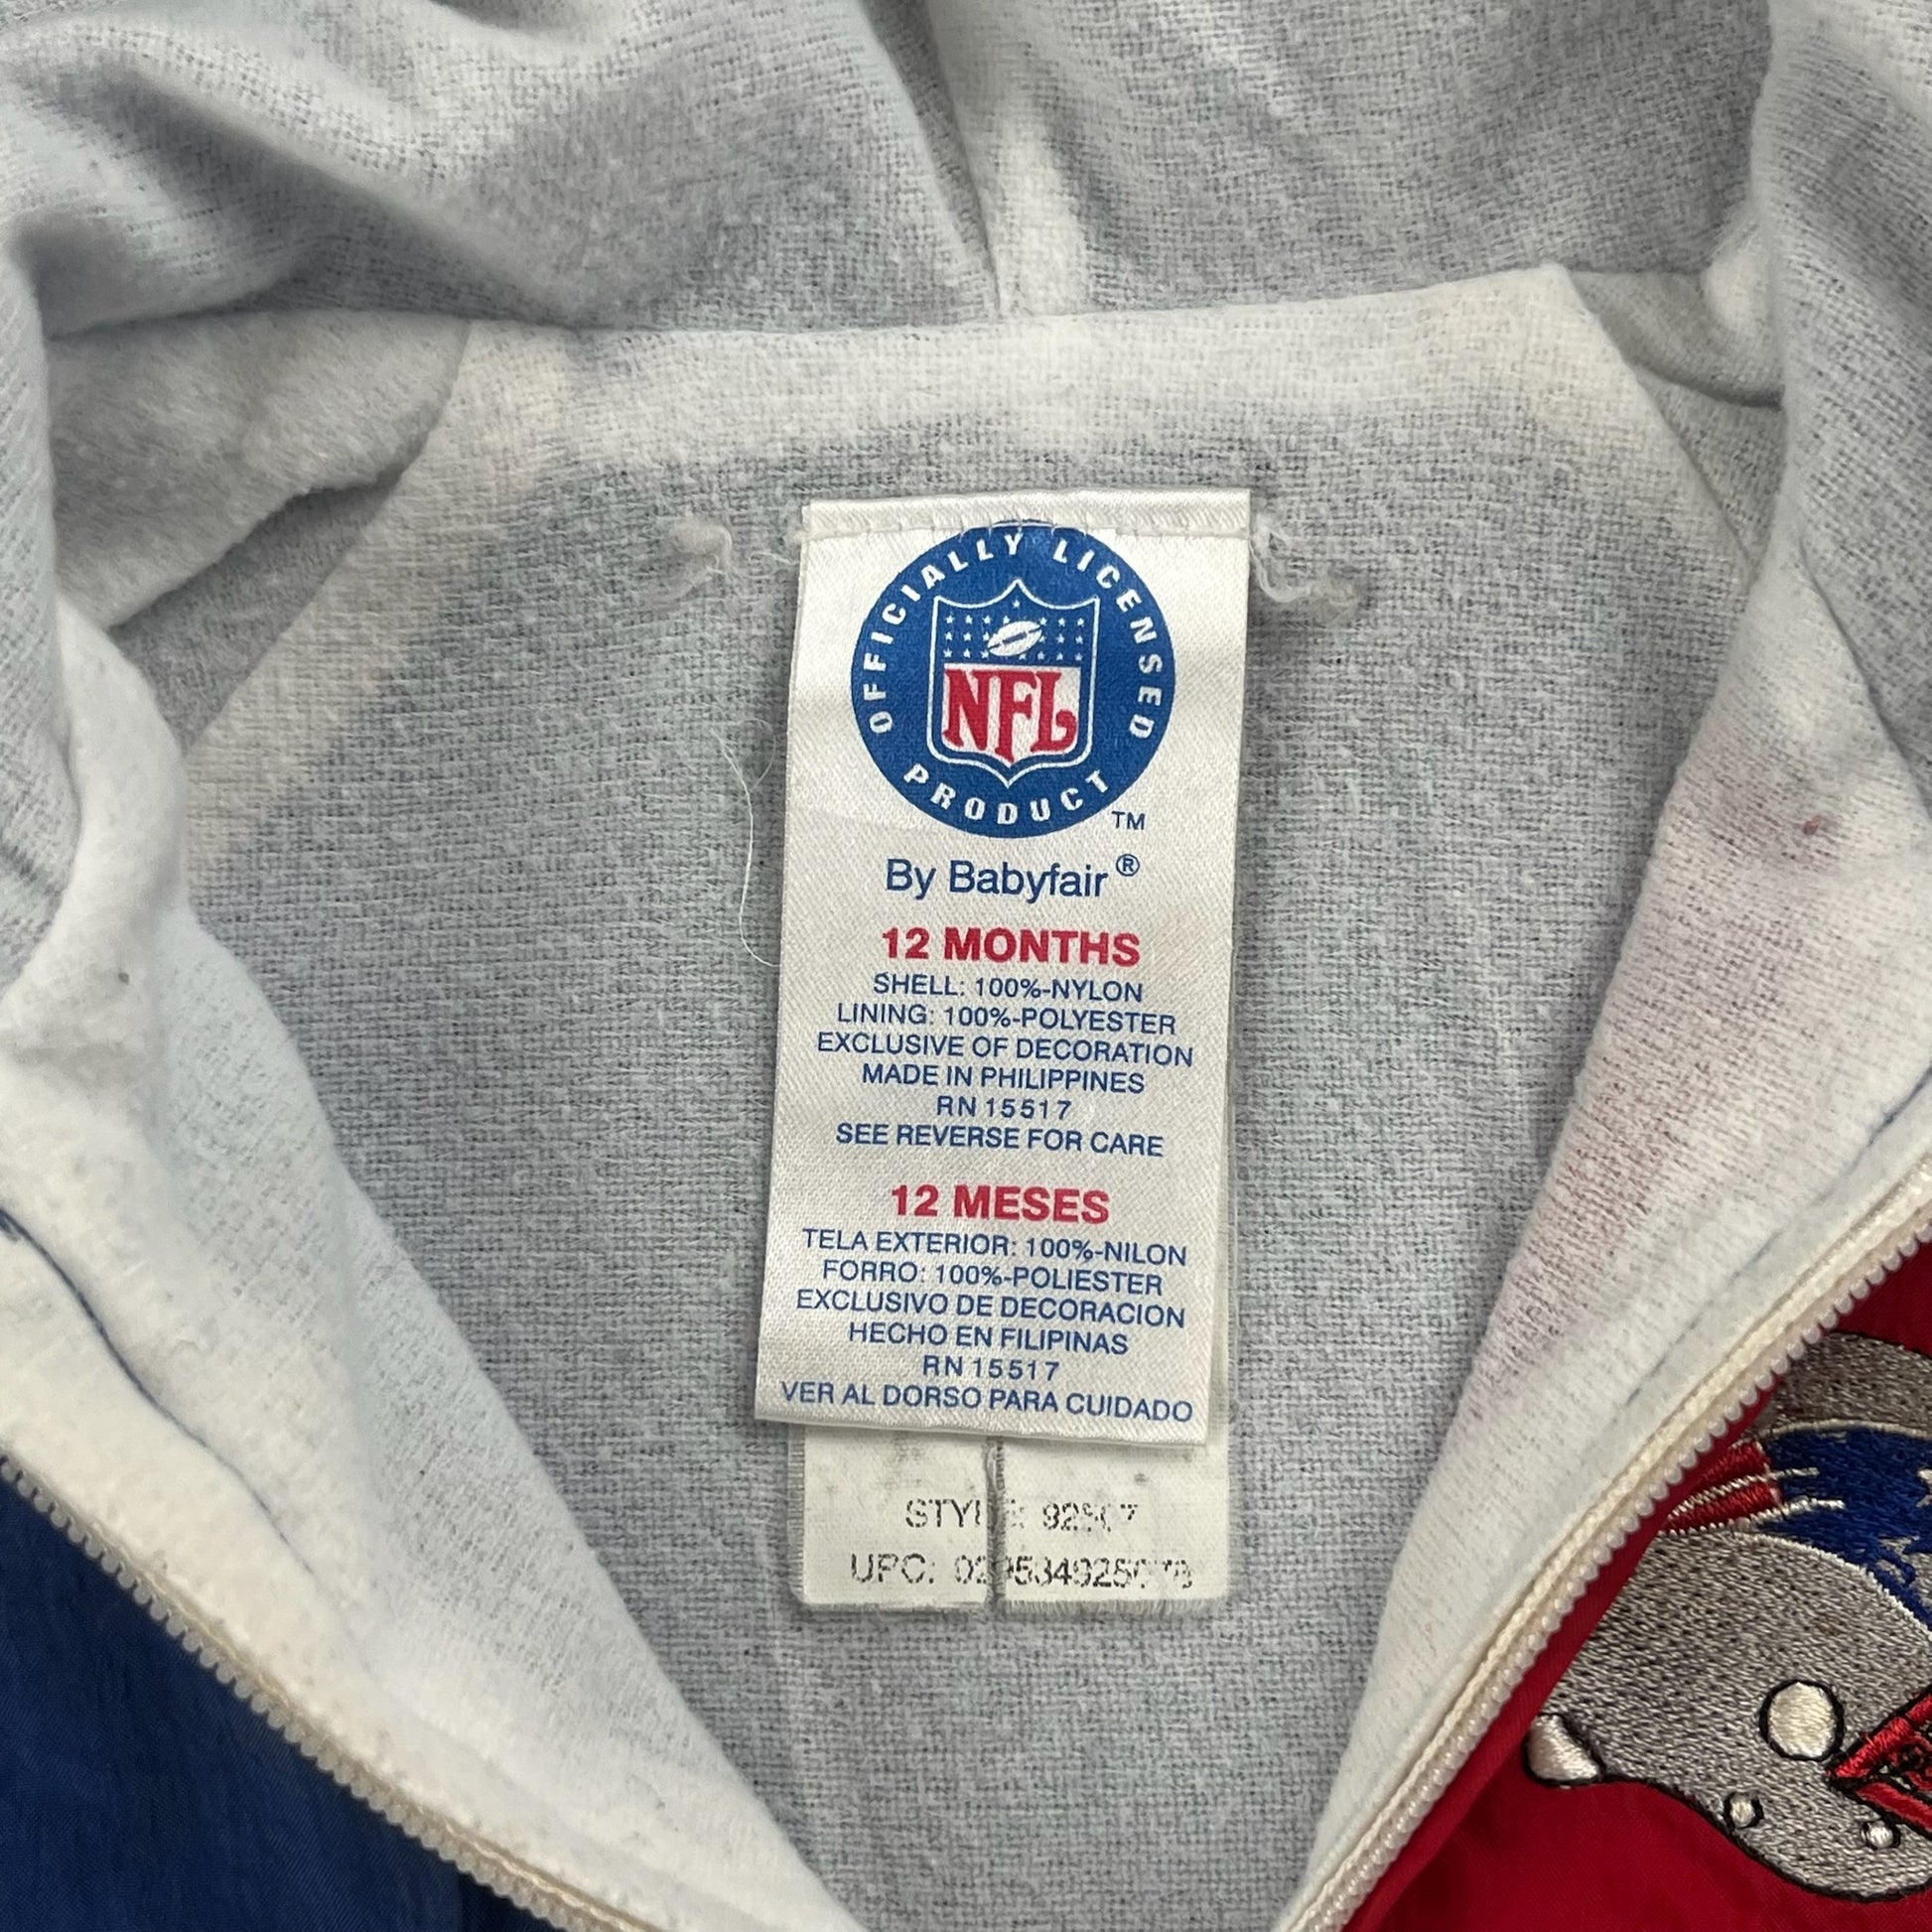 OFFICIALLY LICENSED
NFL
PRODUCT
TM
By Babyfair®
12 MONTHS
SHELL: 100%-NYLON
LINING: 100%-POLYESTER
EXCLUSIVE OF DECORATION
MADE IN PHILIPPINES
RN 15517
SEE REVERSE FOR CARE
12 MESES
TELA EXTERIOR: 100%-NILON
FORRO: 100%-POLIESTER
EXCLUSIVO DE DECORACION
HECHO EN FILIPINAS
RN 15517
VER AL DORSO PARA CUIDADO
UPC: